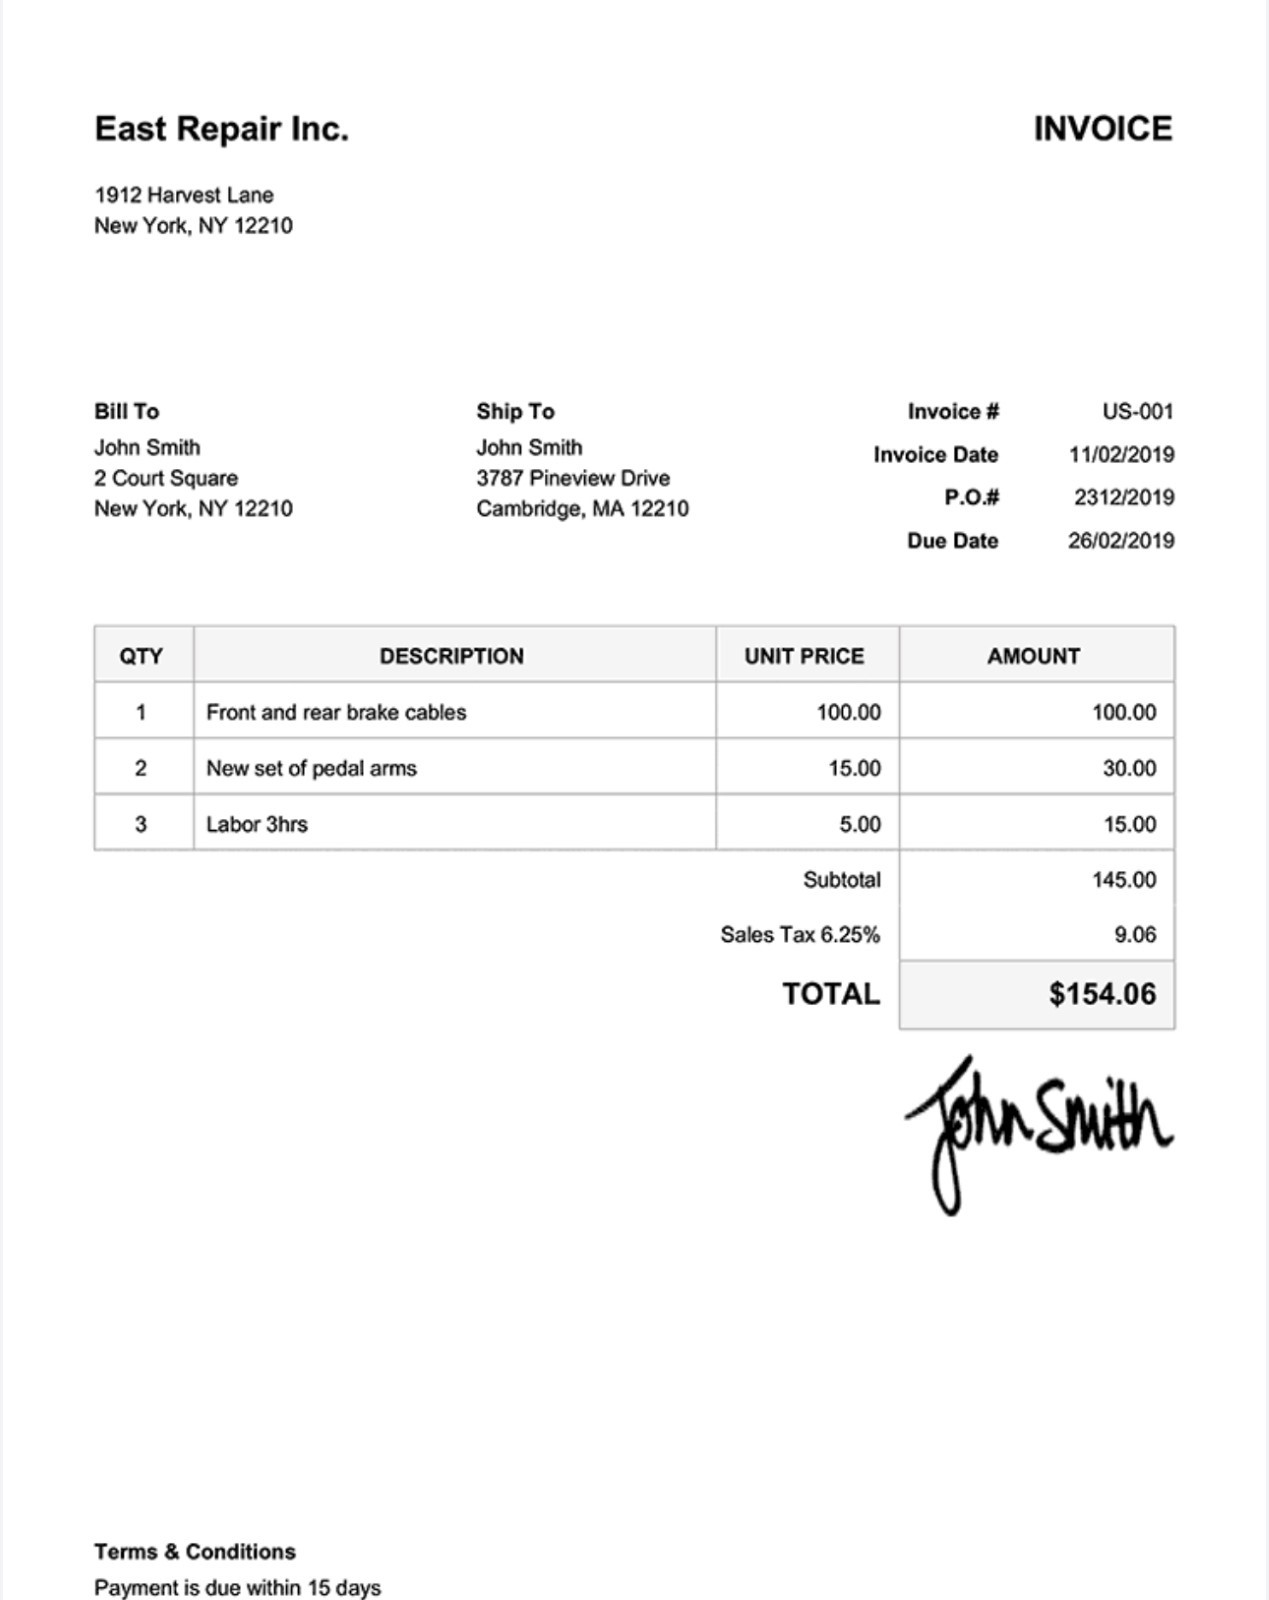 East Repair Inc.
INVOICE
1912 Harvest Lane
New York, NY 12210
Bill To
John Smith
2 Court Square
New York, NY 12210
Ship To
John Smith
3787 Pineview Drive
Cambridge, MA 12210
Invoice # US-001
Invoice Date 11/02/2019
P.O.# 2312/2019
Due Date 26/02/2019
QTY DESCRIPTION UNIT PRICE AMOUNT
1 Front and rear brake cables 100.00 100.00
2 New set of pedal arms 15.00 30.00
3 Labor 3hrs 5.00 15.00
Subtotal 145.00
Sales Tax 6.25% 9.06
TOTAL $154.06
John Smith
Terms & Conditions
Payment is due within 15 days